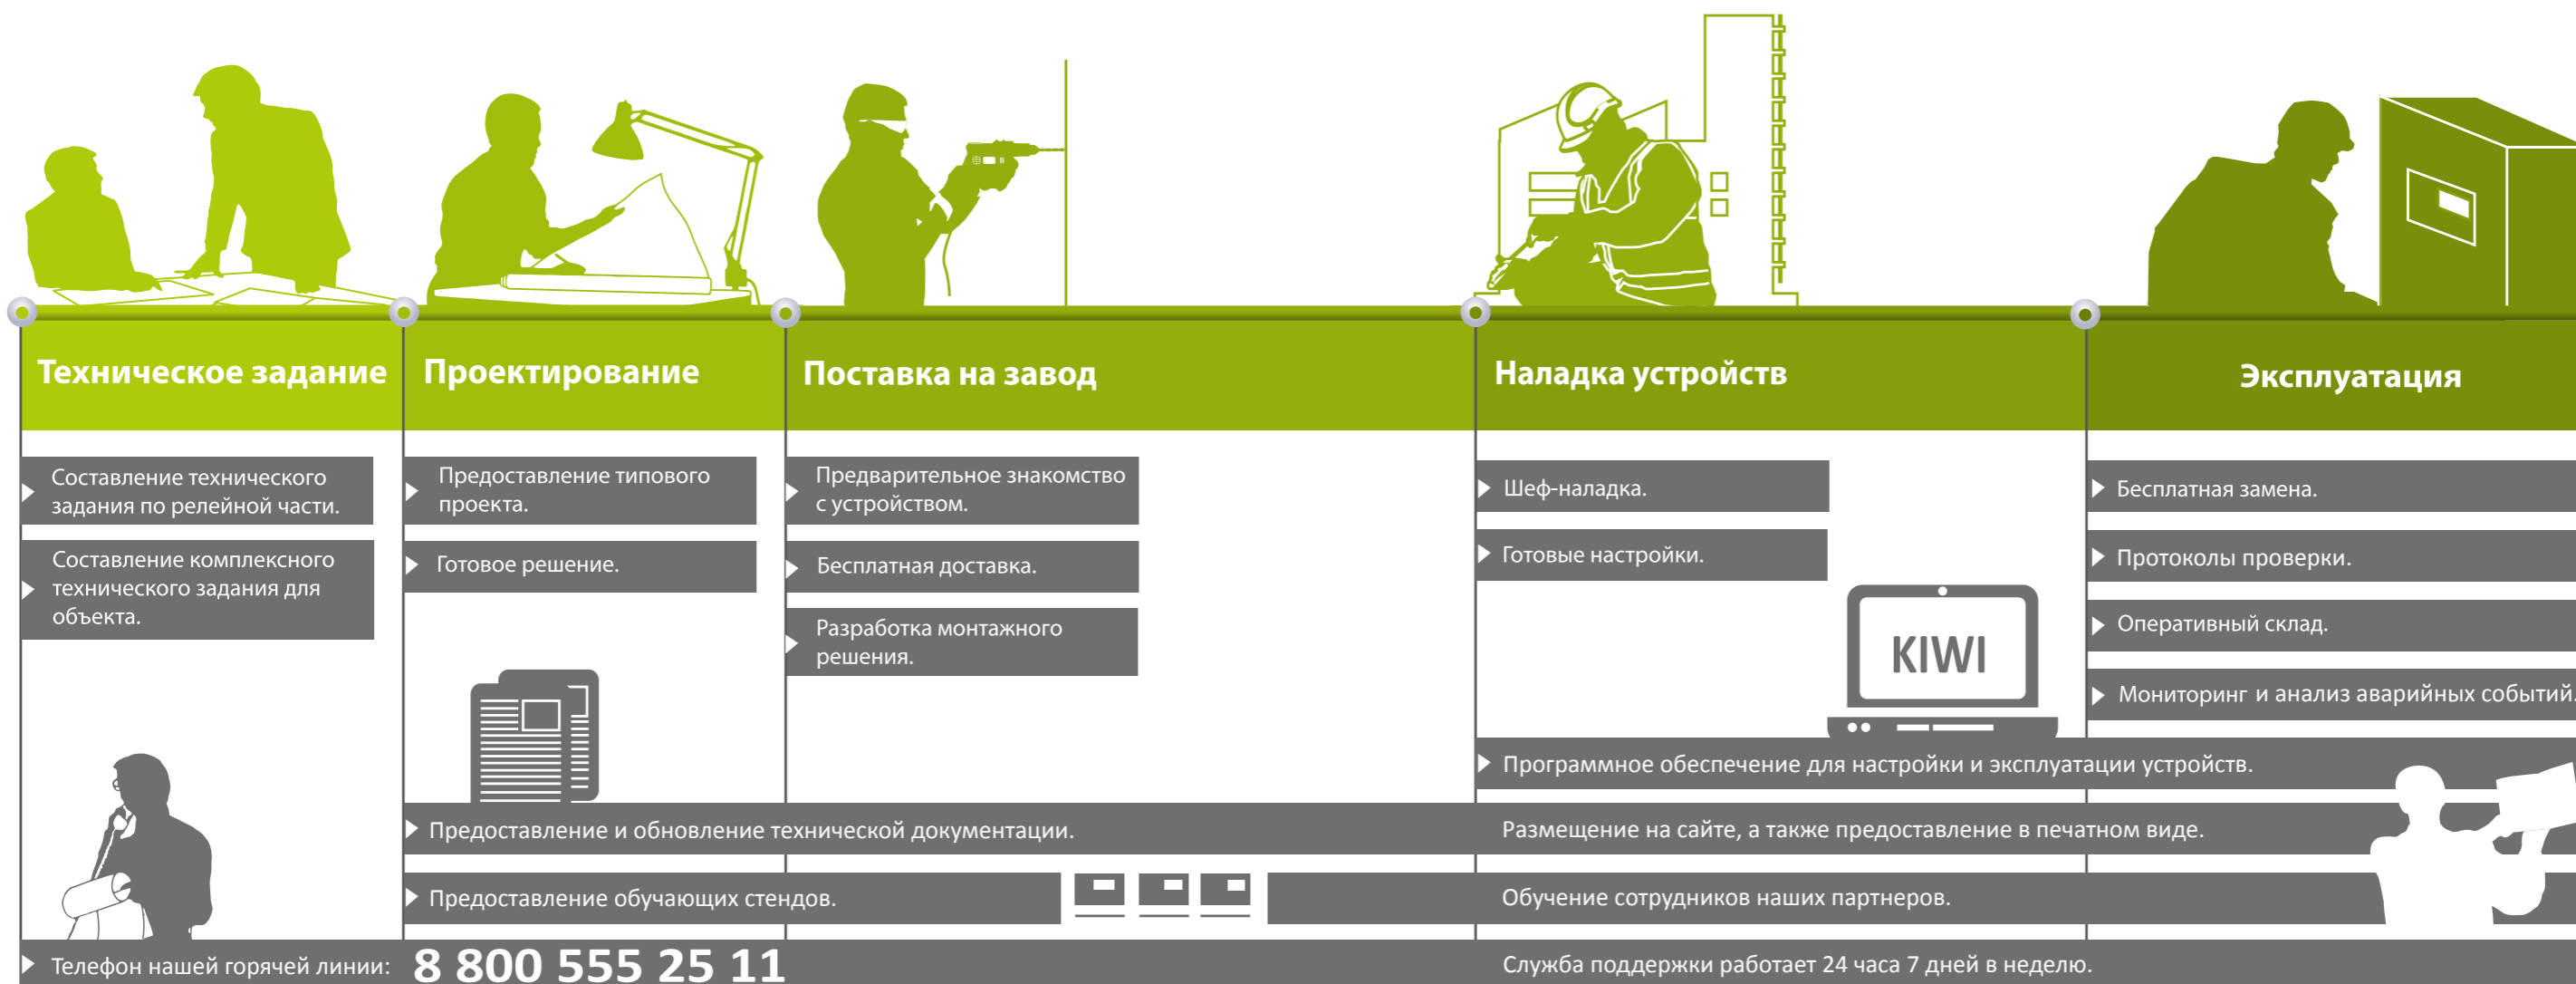 Техническое задание
Проектирование
Поставка на завод
Наладка устройств
Эксплуатация
Составление технического
задания по релейной части.
Составление комплексного
технического задания для
объекта.
Предоставление типового
проекта.
Готовое решение.
Предварительное знакомство
с устройством.
Бесплатная доставка.
Разработка монтажного
решения.
Шеф-наладка.
Готовые настройки.
KIWI
Бесплатная замена.
Протоколы проверки.
Оперативный склад.
Мониторинг и анализ аварийных событий.
Программное обеспечение для настройки и эксплуатации устройств.
Предоставление и обновление технической документации.
Размещение на сайте, а также предоставление в печатном виде.
Предоставление обучающих стендов.
Обучение сотрудников наших партнеров.
Телефон нашей горячей линии: 8 800 555 25 11
Служба поддержки работает 24 часа 7 дней в неделю.